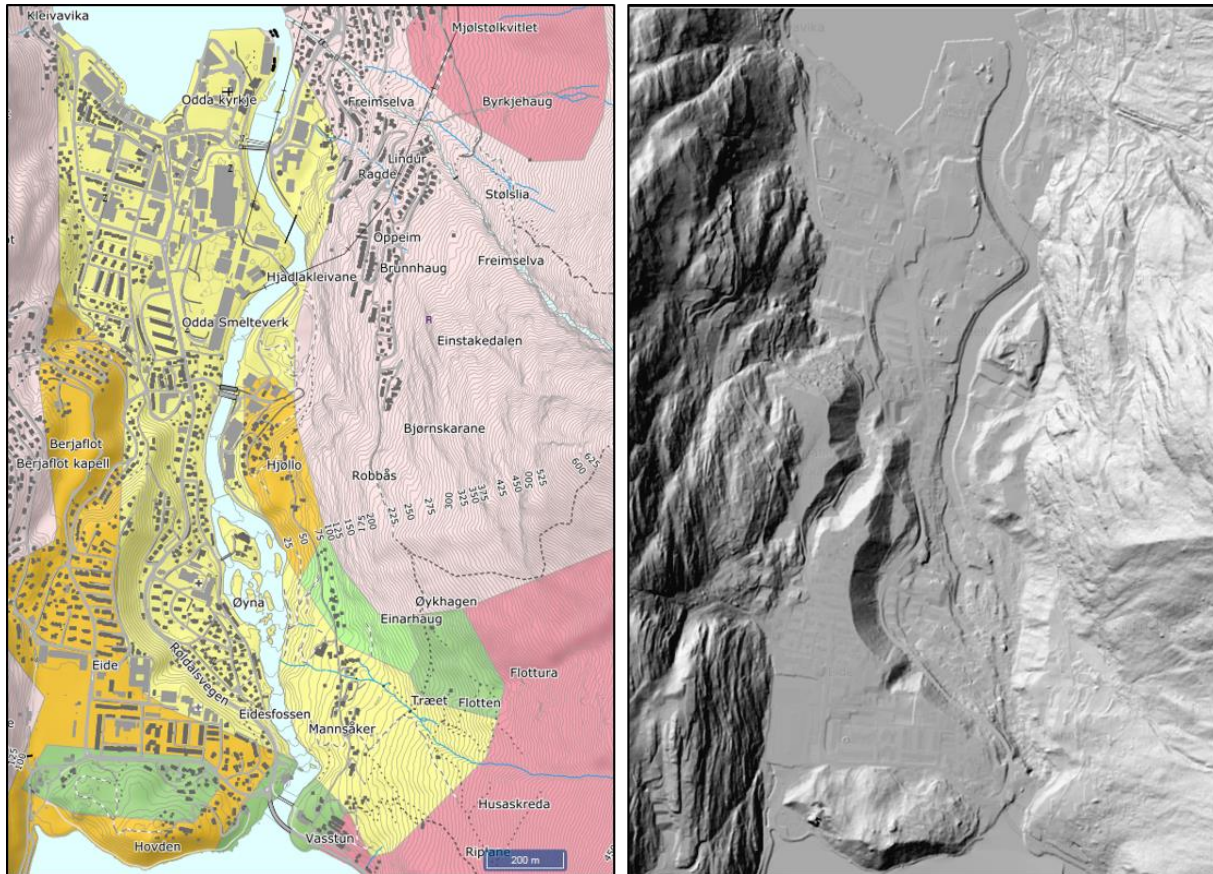 Kleivavika
Mjølstølkvitlet
Odda kyrkje
Freimselva
Byrkjehaug
Lindur
Ragde
Stølslia
Oppeim
Brunnhaug
Freimselva
Hjadlakleivane
Odda Smelteverk
R
Einstakedalen
Berjaflot
Berjaflot kapell
Hjøllo
Bjørnskarane
Robbås
25
50
75
100
125
150
175
200
225
250
275
300
325
350
375
425
475
500
525
600
625
Øyna
Øykhagen
Einarhaug
Eide
Røldalsvegen
Flottura
Træet
Flotten
Eidesfossen
Mannsåker
125
100
Husaskreda
Hovden
Vasstun
Riplane
200 m